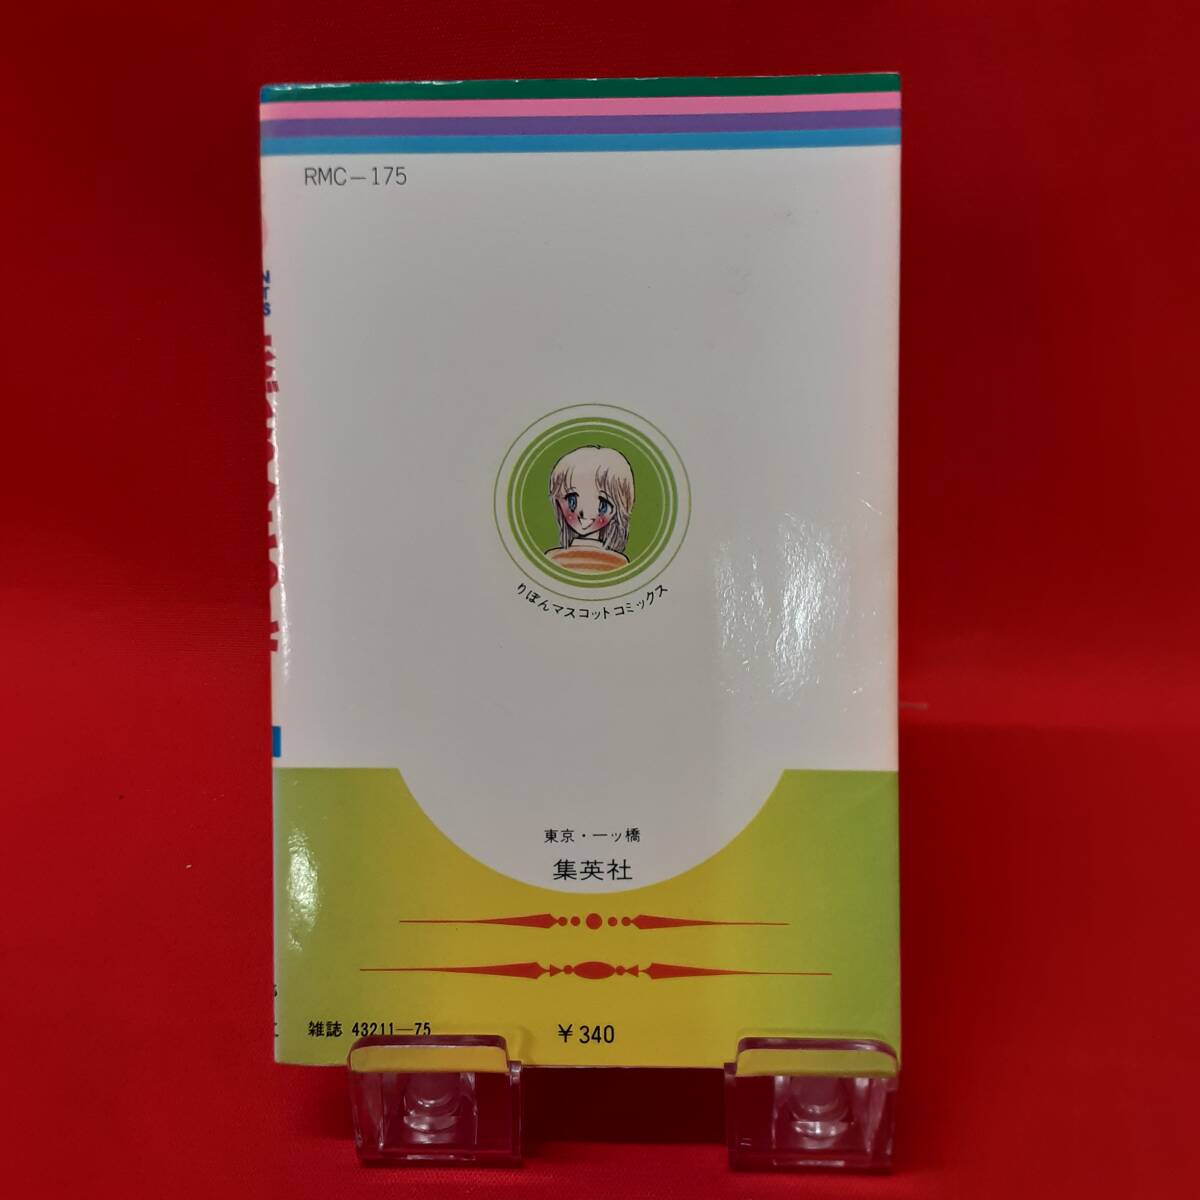 RMC—175
りぼんマスコットコミックス
東京・一ッ橋
集英社
雑誌 43211—75
￥340